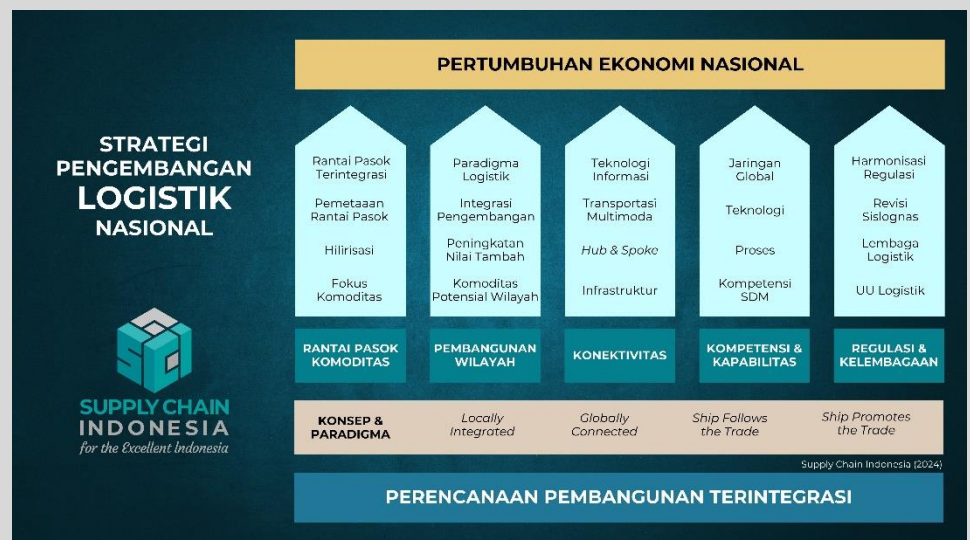 STRATEGI
PENGEMBANGAN
LOGISTIK
NASIONAL
SUPPLY CHAIN
INDONESIA
for the Excellent Indonesia
PERTUMBUHAN EKONOMI NASIONAL
Rantai Pasok
Terintegrasi
Pemetaaan
Rantai Pasok
Hilirisasi
Fokus
Komoditas
RANTAI PASOK
KOMODITAS
Paradigma
Logistik
Integrasi
Pengembangan
Peningkatan
Nilai Tambah
Komoditas
Potensial Wilayah
PEMBANGUNAN
WILAYAH
Teknologi
Informasi
Transportasi
Multimoda
Hub & Spoke
Infrastruktur
KONEKTIVITAS
Jaringan
Global
Teknologi
Proses
Kompetensi
SDM
KOMPETENSI &
KAPABILITAS
Harmonisasi
Regulasi
Revisi
Sislognas
Lembaga
Logistik
UU Logistik
REGULASI &
KELEMBAGAAN
KONSEP &
PARADIGMA
Locally
Integrated
Globally
Connected
Ship Follows
the Trade
Ship Promotes
the Trade
Supply Chain Indonesia (2024)
PERENCANAAN PEMBANGUNAN TERINTEGRASI